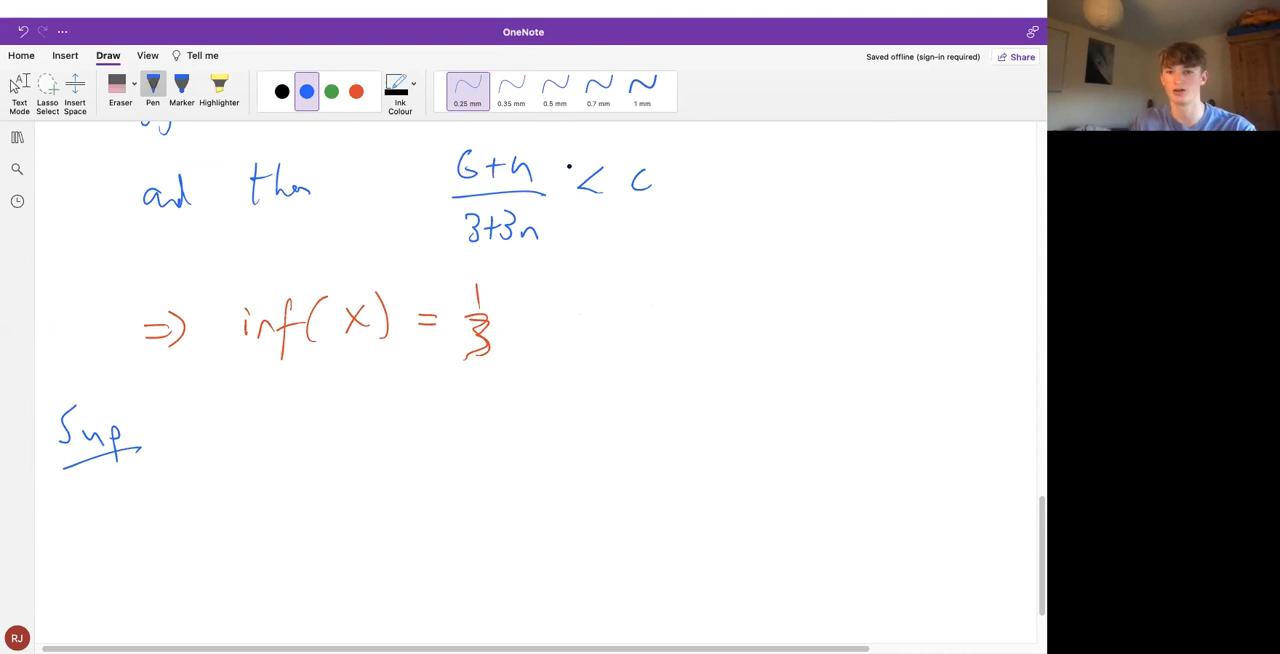 OneNote
Home Insert Draw View Tell me
Saved offline (sign-in required) Share
Text Mode Lasso Select Insert Space Eraser Pen Marker Highlighter Ink Colour 0.25 mm 0.35 mm 0.5 mm 0.7 mm 1 mm
and then 6+n / 3+3n < c
⇒ inf(X) = 1/3
Sup
RJ